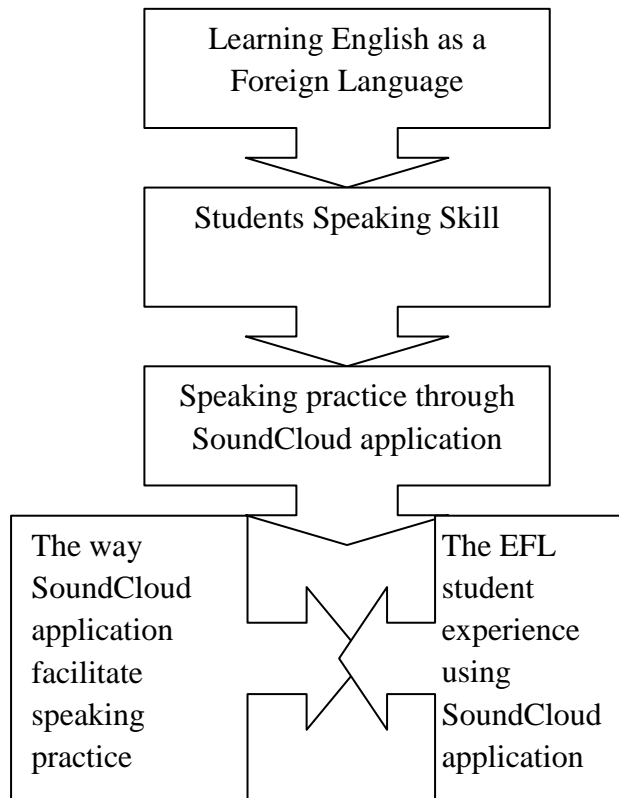 Learning English as a
Foreign Language
Students Speaking Skill
Speaking practice through
SoundCloud application
The way
SoundCloud
application
facilitate
speaking
practice
The EFL
student
experience
using
SoundCloud
application